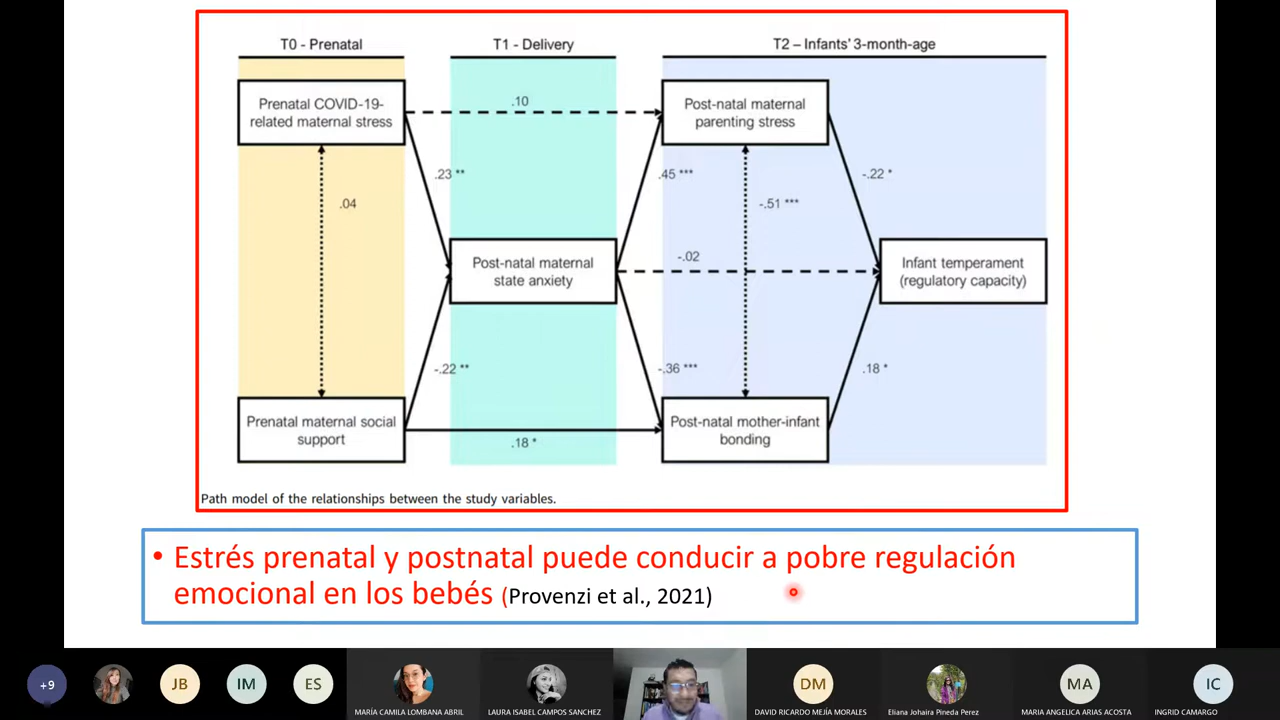 T0 - Prenatal
T1 - Delivery
T2 – Infants' 3-month-age
Prenatal COVID-19-
related maternal stress
.10
Post-natal maternal
parenting stress
.23 **
.45 ***
-.22 *
.04
-.51 ***
Post-natal maternal
state anxiety
-.02
Infant temperament
(regulatory capacity)
-.22 **
-.36 ***
.18 *
Prenatal maternal social
support
.18 *
Post-natal mother-infant
bonding
Path model of the relationships between the study variables.
• Estrés prenatal y postnatal puede conducir a pobre regulación
emocional en los bebés (Provenzi et al., 2021)
+9
JB
IM
ES
DM
MA
IC
MARÍA CAMILA LOMBANA ABRIL
LAURA ISABEL CAMPOS SANCHEZ
DAVID RICARDO MEJÍA MORALES
Eliana Johaira Pineda Perez
MARIA ANGELICA ARIAS ACOSTA
INGRID CAMARGO